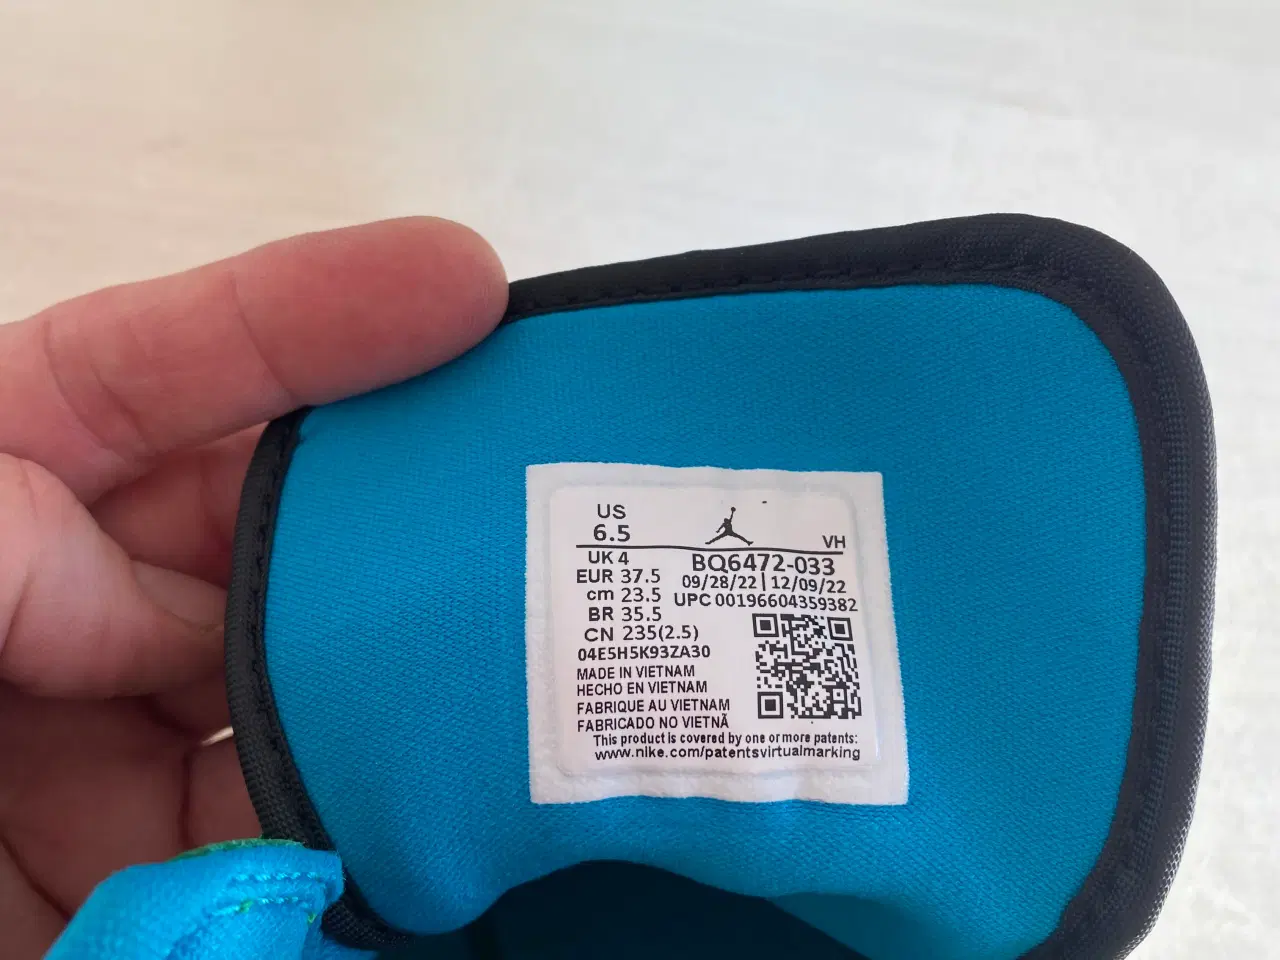 US
6.5
VH
UK 4
BQ6472-033
EUR 37.5
09/28/22 | 12/09/22
cm 23.5
UPC 00196604359382
BR 35.5
CN 235(2.5)
04E5H5K93ZA30
MADE IN VIETNAM
HECHO EN VIETNAM
FABRIQUE AU VIETNAM
FABRICADO NO VIETNÃ
This product is covered by one or more patents:
www.nike.com/patentsvirtualmarking